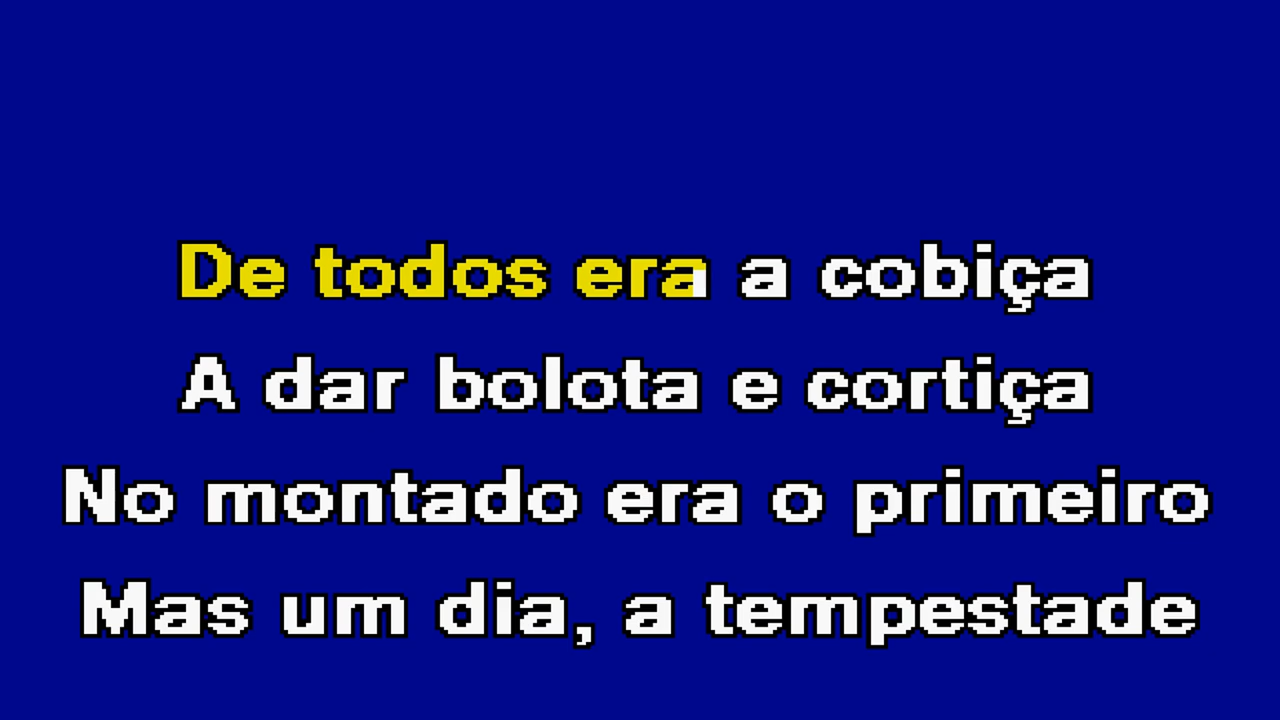 De todos era a cobiça
A dar bolota e cortiça
No montado era o primeiro
Mas um dia, a tempestade